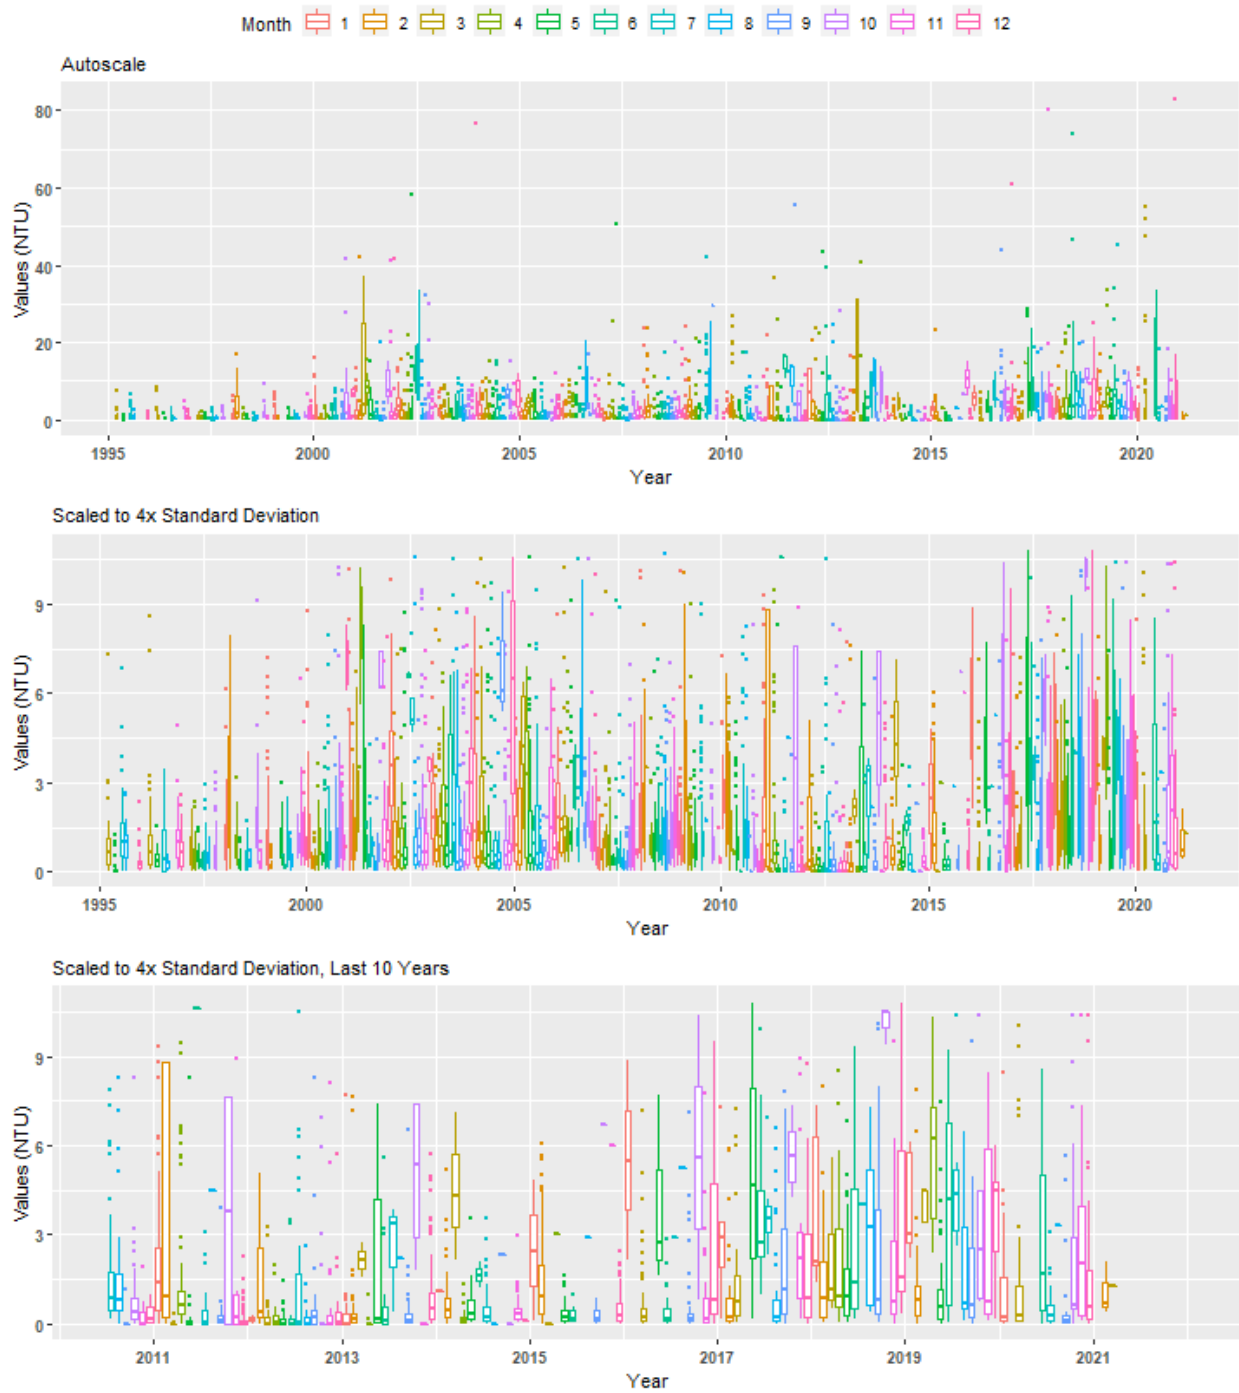 Month 1 2 3 4 5 6 7 8 9 10 11 12
Autoscale
80
60
40
20
0
Values (NTU)
1995 2000 2005 2010 2015 2020
Year
Scaled to 4x Standard Deviation
9
6
3
0
Values (NTU)
1995 2000 2005 2010 2015 2020
Year
Scaled to 4x Standard Deviation, Last 10 Years
9
6
3
0
Values (NTU)
2011 2013 2015 2017 2019 2021
Year